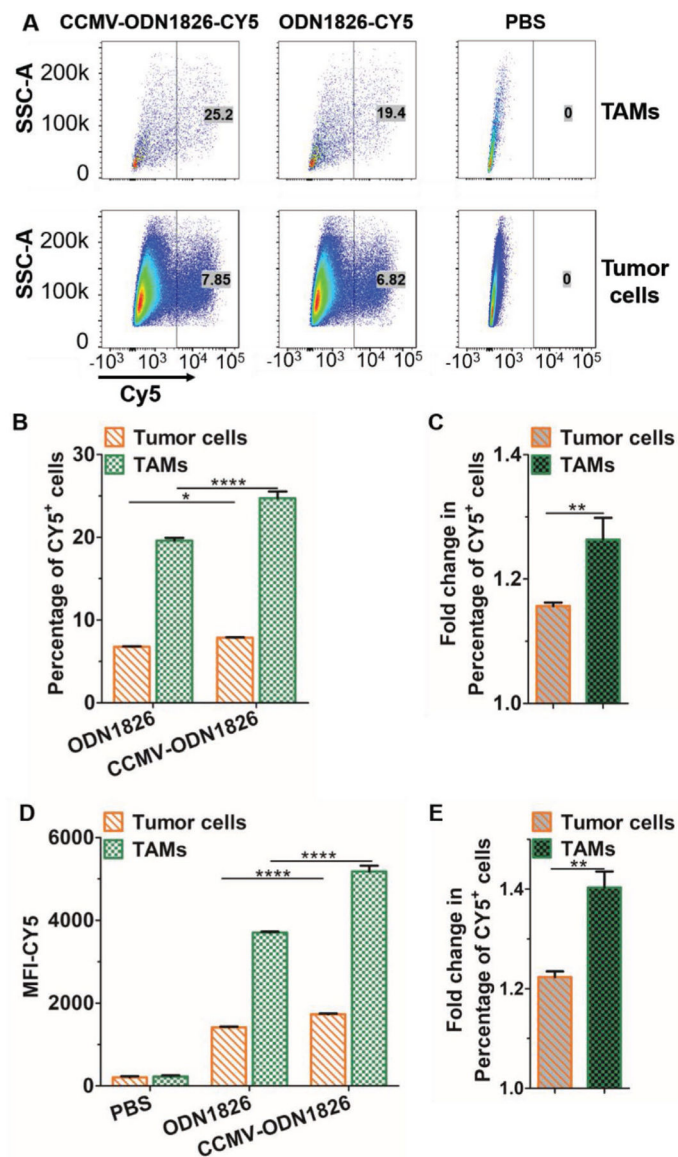 A
CCMV-ODN1826-CY5 ODN1826-CY5 PBS
SSC-A
200k
100k
0
25.2
19.4
0
TAMs
SSC-A
200k
100k
0
7.85
6.82
0
Tumor
cells
-10³ 10³ 10⁴ 10⁵ -10³ 10³ 10⁴ 10⁵ -10³ 10³ 10⁴ 10⁵
Cy5
B
Tumor cells
TAMs
Percentage of CY5⁺ cells
30
20
10
0
*
****
ODN1826
CCMV-ODN1826
C
Tumor cells
TAMs
Fold change in
Percentage of CY5⁺ cells
1.4
1.2
1.0
**
D
Tumor cells
TAMs
MFI-CY5
6000
4000
2000
0
****
****
PBS
ODN1826
CCMV-ODN1826
E
Tumor cells
TAMs
Fold change in
Percentage of CY5⁺ cells
1.4
1.2
1.0
**